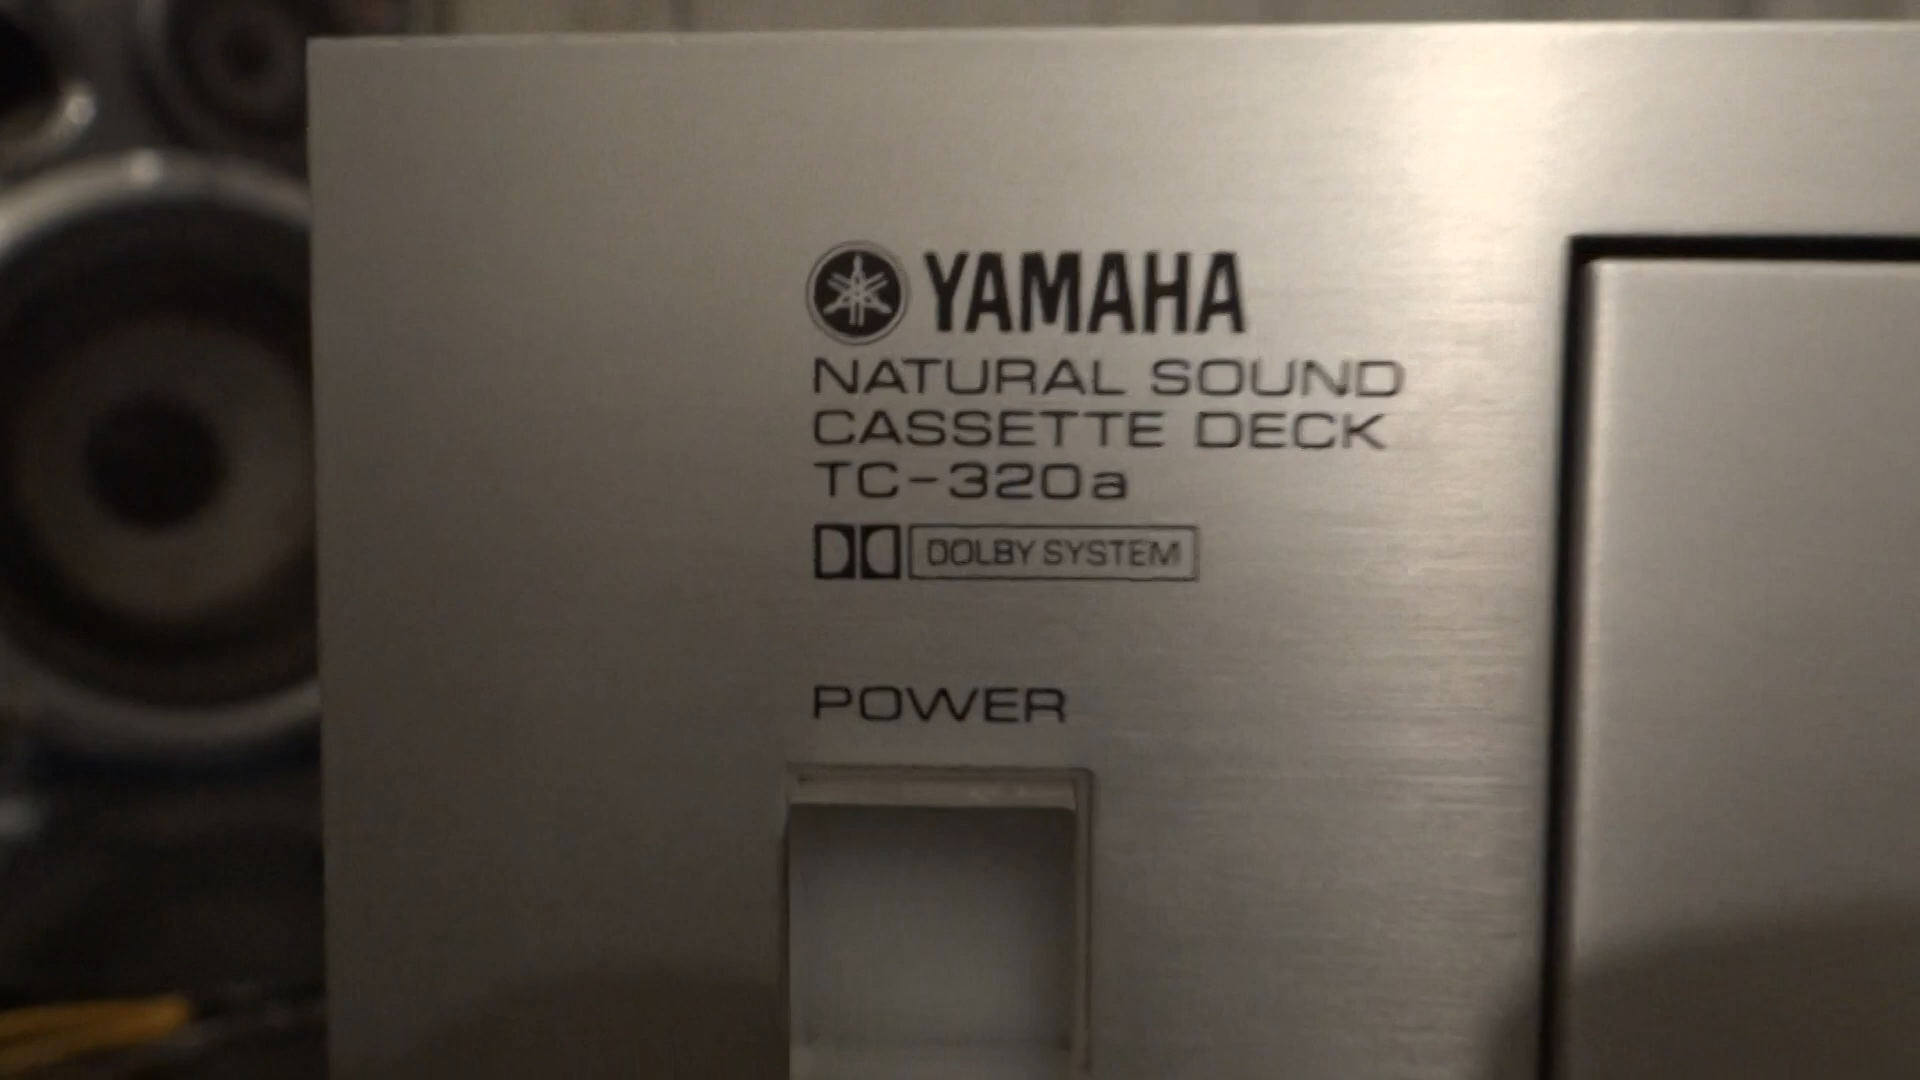 YAMAHA
NATURAL SOUND
CASSETTE DECK
TC-320a
DOLBY SYSTEM
POWER